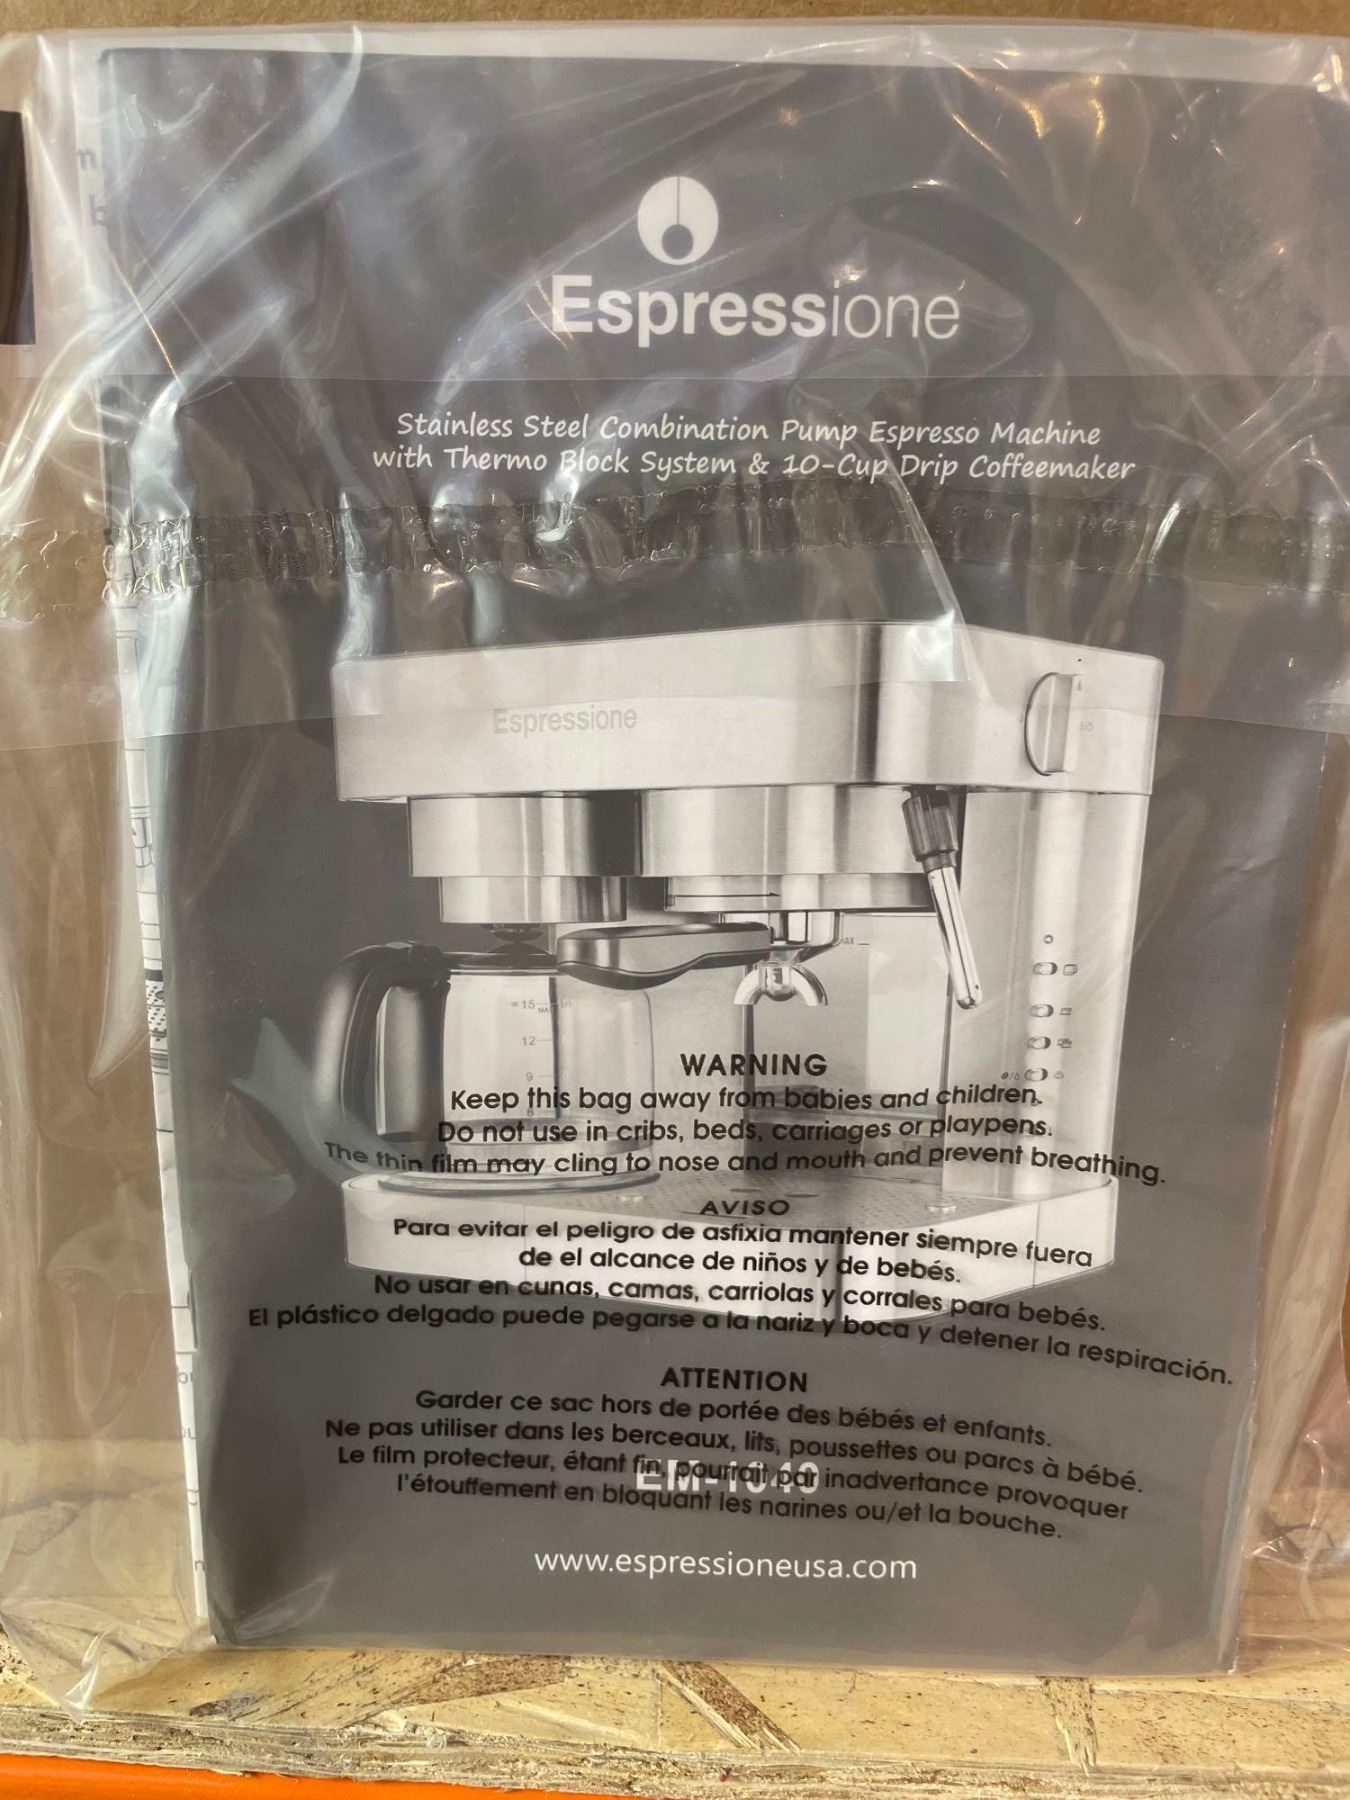 Espressione
Stainless Steel Combination Pump Espresso Machine
with Thermo Block System & 10-Cup Drip Coffeemaker
Espressione
15
12
9
6
WARNING
Keep this bag away from babies and children.
Do not use in cribs, beds, carriages or playpens.
The thin film may cling to nose and mouth and prevent breathing.
AVISO
Para evitar el peligro de asfixia mantener siempre fuera
de el alcance de niños y de bebés.
No usar en cunas, camas, carriolas y corrales para bebés.
El plástico delgado puede pegarse a la nariz y boca y detener la respiración.
ATTENTION
Garder ce sac hors de portée des bébés et enfants.
Ne pas utiliser dans les berceaux, lits, poussettes ou parcs à bébé.
Le film protecteur, étant fin, pourrait par inadvertance provoquer
EM-1040
l'étouffement en bloquant les narines ou/et la bouche.
www.espressioneusa.com